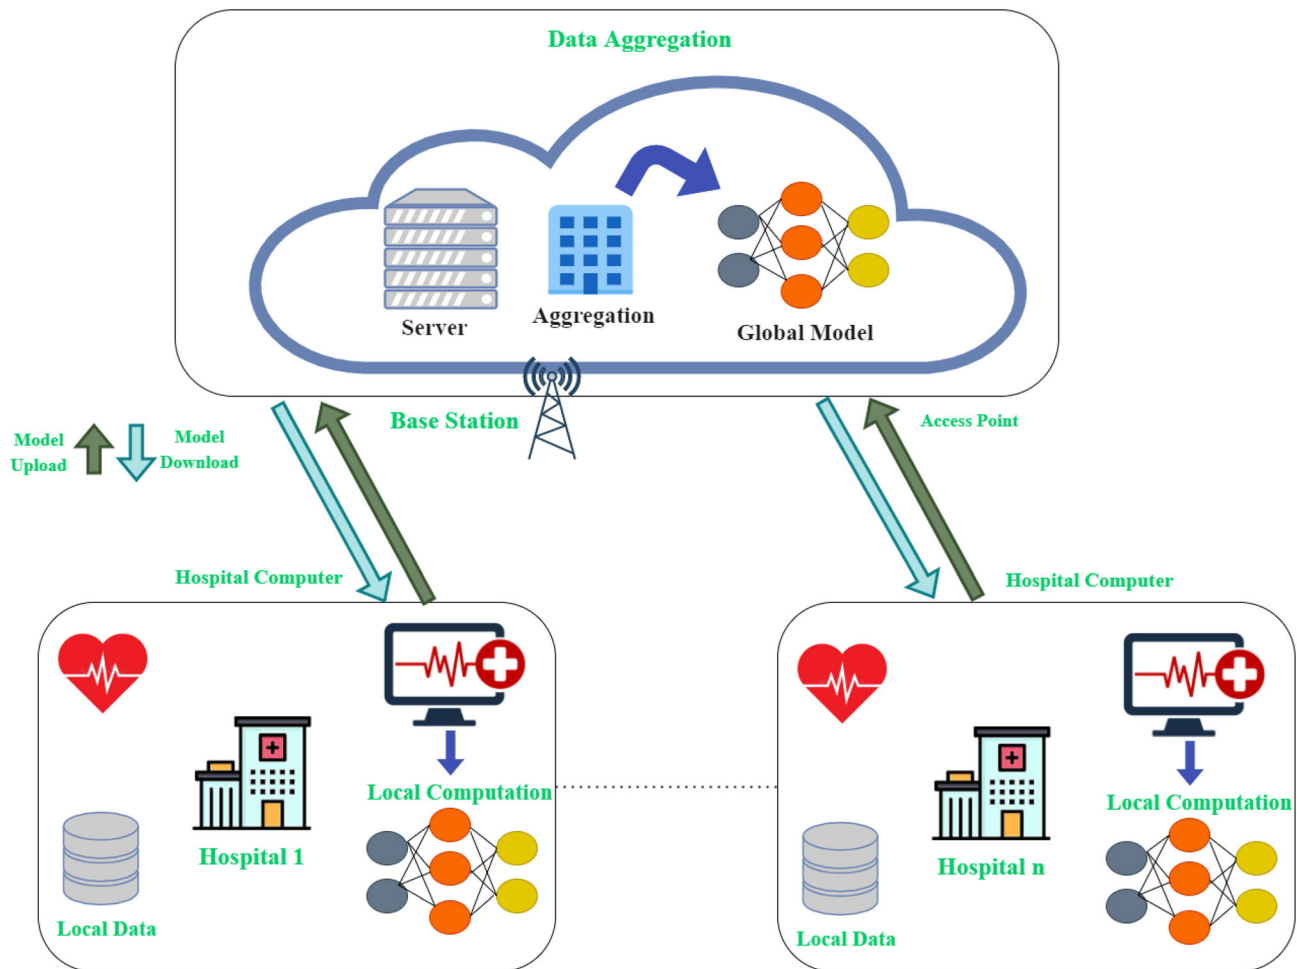 Data Aggregation
Server
Aggregation
Global Model
Base Station
Access Point
Model
Upload
Model
Download
Hospital Computer
Hospital Computer
Local Computation
Hospital 1
Local Data
Local Computation
Hospital n
Local Data